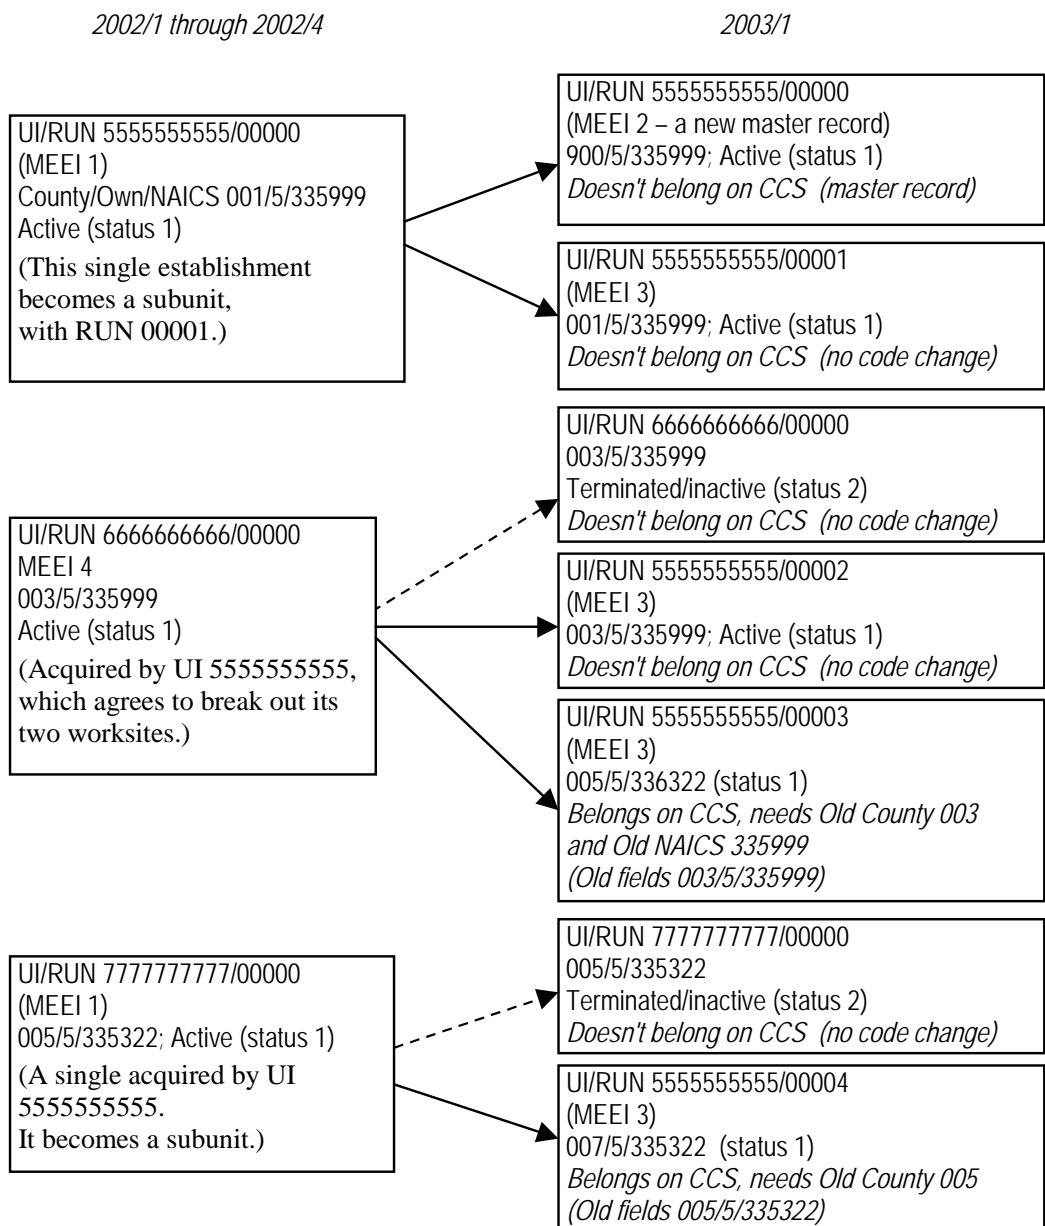 2002/1 through 2002/4
2003/1
UI/RUN 5555555555/00000
(MEEI 1)
County/Own/NAICS 001/5/335999
Active (status 1)
(This single establishment
becomes a subunit,
with RUN 00001.)
UI/RUN 5555555555/00000
(MEEI 2 – a new master record)
900/5/335999; Active (status 1)
Doesn't belong on CCS (master record)
UI/RUN 5555555555/00001
(MEEI 3)
001/5/335999; Active (status 1)
Doesn't belong on CCS (no code change)
UI/RUN 6666666666/00000
MEEI 4
003/5/335999
Active (status 1)
(Acquired by UI 5555555555,
which agrees to break out its
two worksites.)
UI/RUN 6666666666/00000
003/5/335999
Terminated/inactive (status 2)
Doesn't belong on CCS (no code change)
UI/RUN 5555555555/00002
(MEEI 3)
003/5/335999; Active (status 1)
Doesn't belong on CCS (no code change)
UI/RUN 5555555555/00003
(MEEI 3)
005/5/336322 (status 1)
Belongs on CCS, needs Old County 003
and Old NAICS 335999
(Old fields 003/5/335999)
UI/RUN 7777777777/00000
(MEEI 1)
005/5/335322; Active (status 1)
(A single acquired by UI
5555555555.
It becomes a subunit.)
UI/RUN 7777777777/00000
005/5/335322
Terminated/inactive (status 2)
Doesn't belong on CCS (no code change)
UI/RUN 5555555555/00004
(MEEI 3)
007/5/335322 (status 1)
Belongs on CCS, needs Old County 005
(Old fields 005/5/335322)